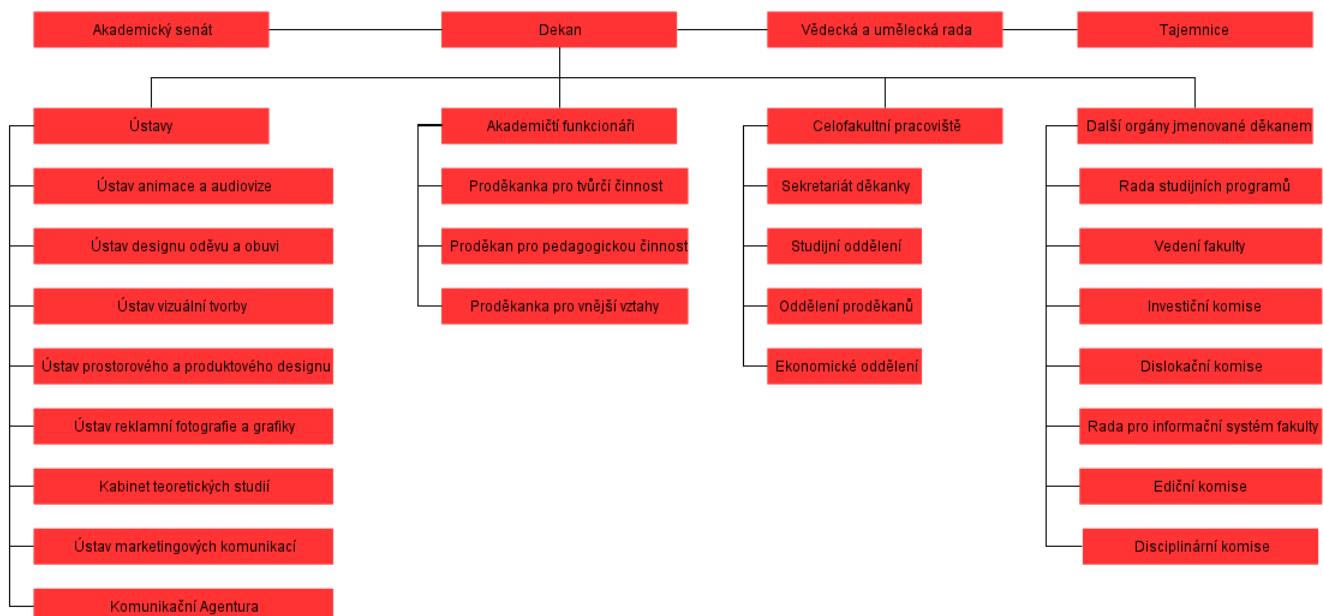 Akademický senát
Dekan
Vědecká a umělecká rada
Tajemnice
Ústavy
Akademičtí funkcionáři
Celofakultní pracoviště
Další orgány jmenované děkanem
Ústav animace a audiovize
Proděkanka pro tvůrčí činnost
Sekretariát děkanky
Rada studijních programů
Ústav designu oděvu a obuvi
Proděkan pro pedagogickou činnost
Studijní oddělení
Vedení fakulty
Ústav vizuální tvorby
Proděkanka pro vnější vztahy
Oddělení proděkanů
Investiční komise
Ústav prostorového a produktového designu
Ekonomické oddělení
Dislokační komise
Ústav reklamní fotografie a grafiky
Rada pro informační systém fakulty
Kabinet teoretických studií
Ediční komise
Ústav marketingových komunikací
Disciplinární komise
Komunikační Agentura